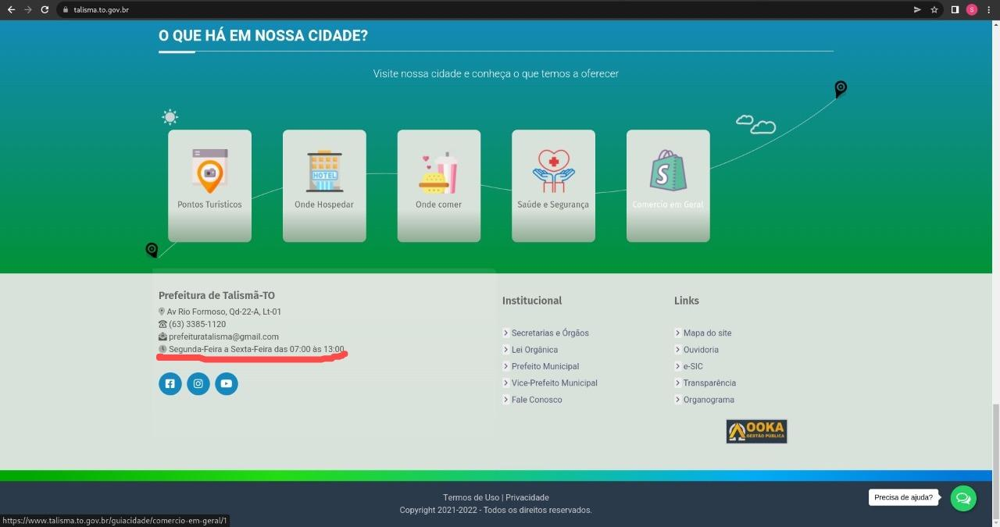 talisma.to.gov.br
S
O QUE HÁ EM NOSSA CIDADE?
Visite nossa cidade e conheça o que temos a oferecer
HOTEL
S
Pontos Turísticos
Onde Hospedar
Onde comer
Saúde e Segurança
Comercio em Geral
Prefeitura de Talismã-TO
Av Rio Formoso, Qd-22-A, Lt-01
(63) 3385-1120
prefeituratalisma@gmail.com
Segunda-Feira a Sexta-Feira das 07:00 às 13:00
Institucional
Secretarias e Órgãos
Lei Orgânica
Prefeito Municipal
Vice-Prefeito Municipal
Fale Conosco
Links
Mapa do site
Ouvidoria
e-SIC
Transparência
Organograma
OOKA
GESTÃO PÚBLICA
Termos de Uso | Privacidade
Copyright 2021-2022 - Todos os direitos reservados.
Precisa de ajuda?
https://www.talisma.to.gov.br/guiacidade/comercio-em-geral/1